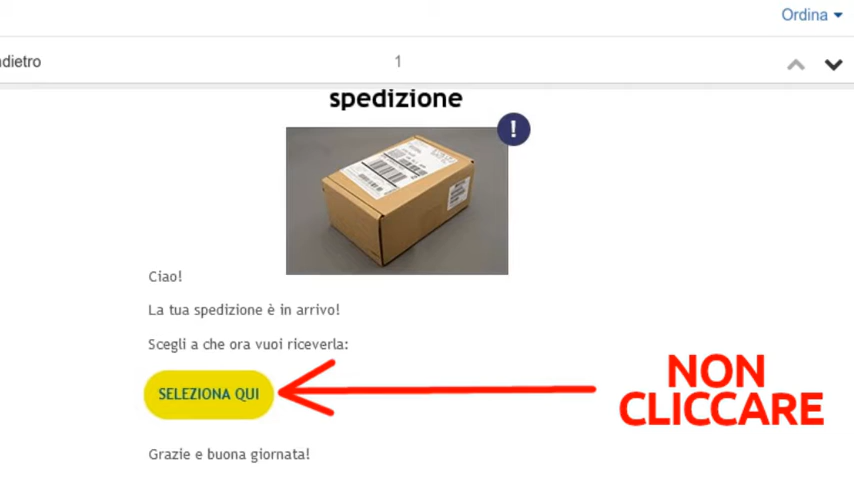 Ordina
ndietro
1
spedizione
!
Ciao!
La tua spedizione è in arrivo!
Scegli a che ora vuoi riceverla:
SELEZIONA QUI
NON
CLICCARE
Grazie e buona giornata!